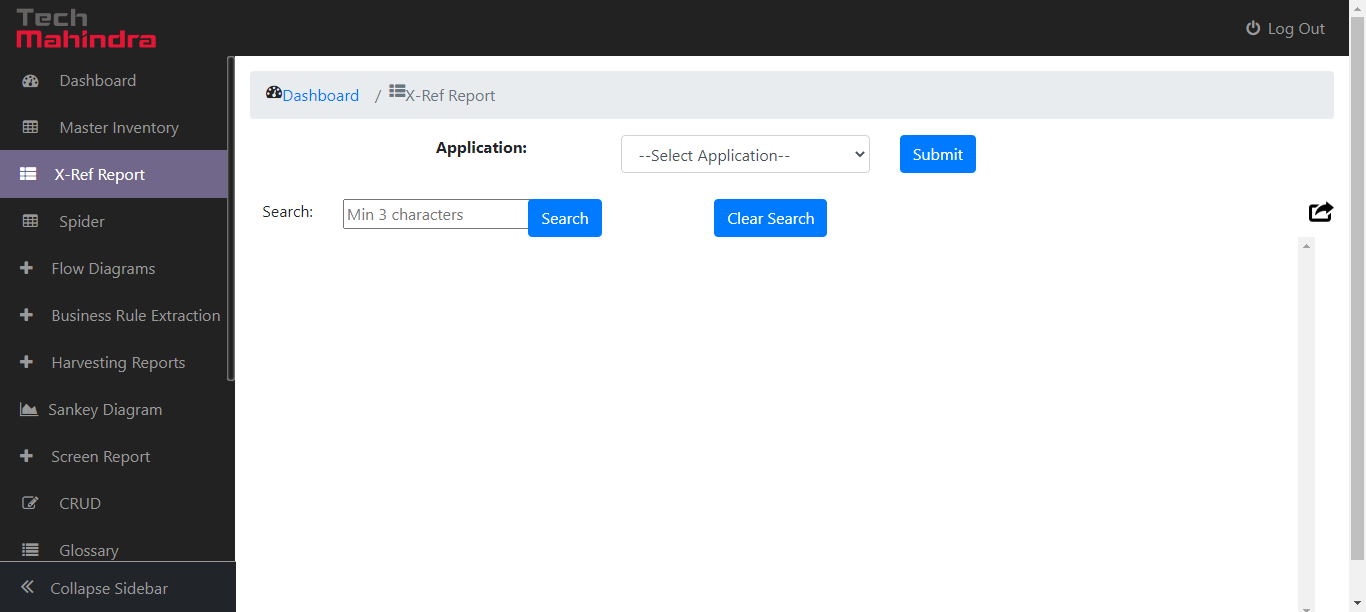 Tech
Mahindra
Log Out
Dashboard
Master Inventory
X-Ref Report
Spider
Flow Diagrams
Business Rule Extraction
Harvesting Reports
Sankey Diagram
Screen Report
CRUD
Glossary
Collapse Sidebar
Dashboard / X-Ref Report
Application: --Select Application-- Submit
Search: Min 3 characters Search Clear Search